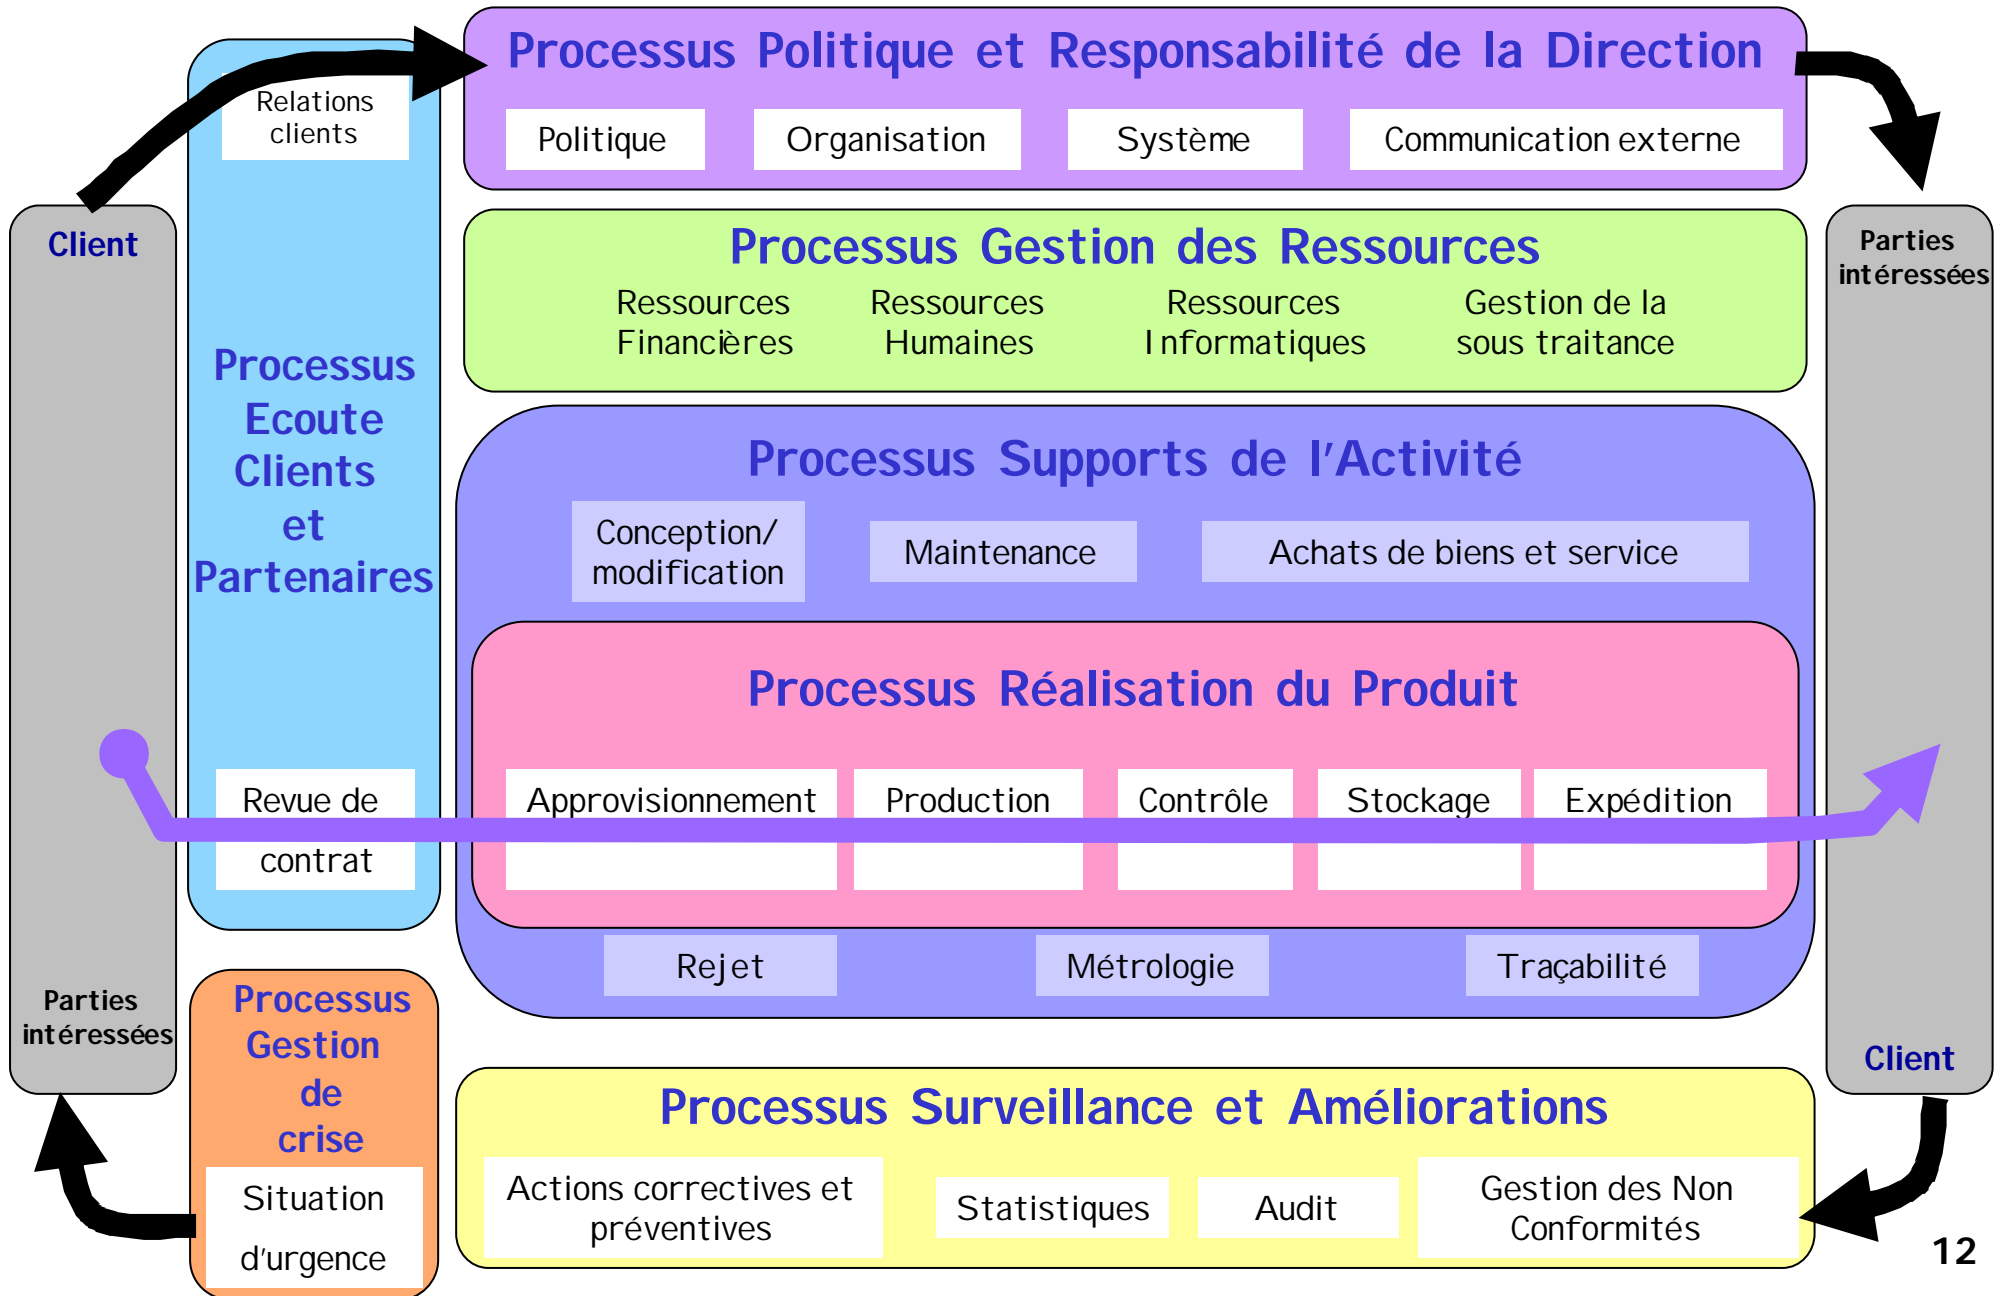 Processus Politique et Responsabilité de la Direction
Politique
Organisation
Système
Communication externe
Relations
clients
Client
Processus
Ecoute
Clients
et
Partenaires
Revue de
contrat
Parties
intéressées
Processus Gestion des Ressources
Ressources
Financières
Ressources
Humaines
Ressources
Informatiques
Gestion de la
sous traitance
Processus Supports de l'Activité
Conception/
modification
Maintenance
Achats de biens et service
Processus Réalisation du Produit
Approvisionnement
Production
Contrôle
Stockage
Expédition
Rejet
Métrologie
Traçabilité
Parties
intéressées
Client
Processus
Gestion
de
crise
Situation
d'urgence
Processus Surveillance et Améliorations
Actions correctives et
préventives
Statistiques
Audit
Gestion des Non
Conformités
12